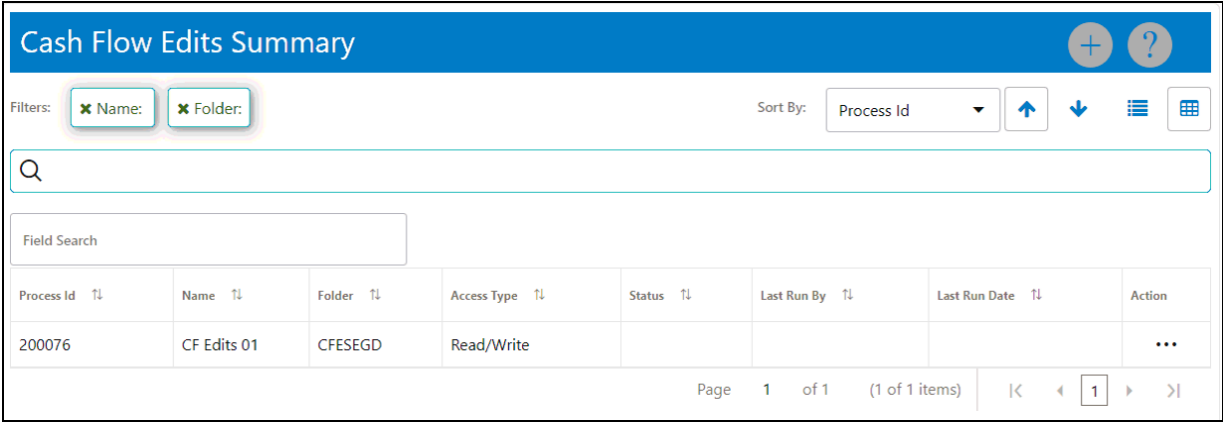 Cash Flow Edits Summary + ?
Filters: × Name: × Folder: Sort By: Process Id
Field Search
Process Id Name Folder Access Type Status Last Run By Last Run Date Action
200076 CF Edits 01 CFESEGD Read/Write ...
Page 1 of 1 (1 of 1 items) 1